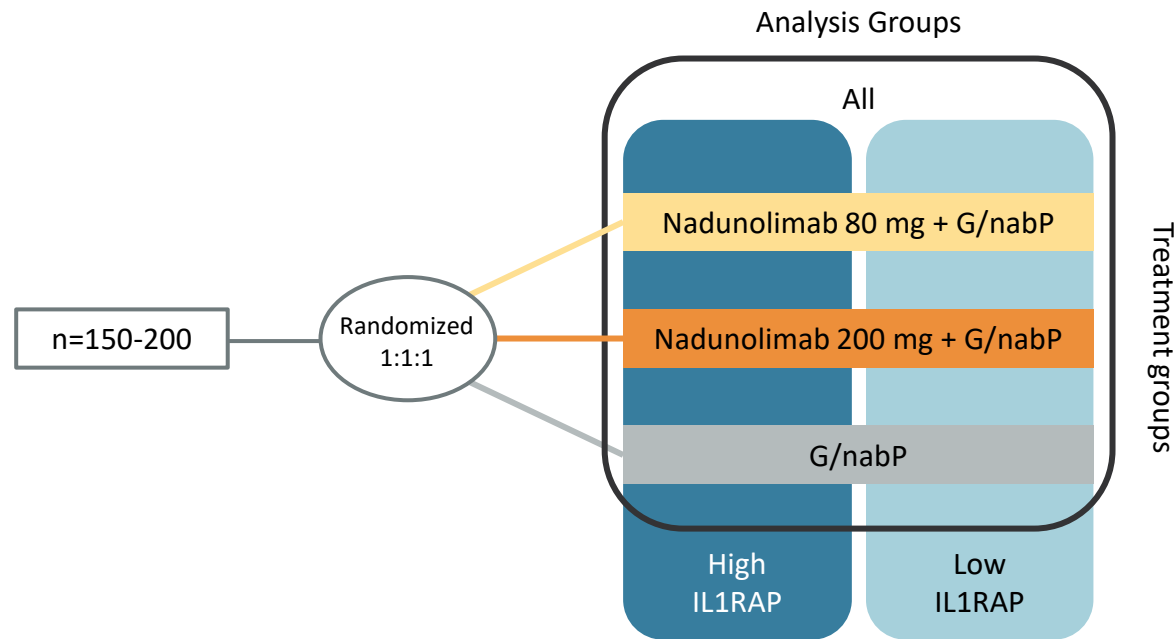 Analysis Groups
All
Nadunolimab 80 mg + G/nabP
n=150-200
Randomized
1:1:1
Nadunolimab 200 mg + G/nabP
G/nabP
Treatment groups
High
IL1RAP
Low
IL1RAP